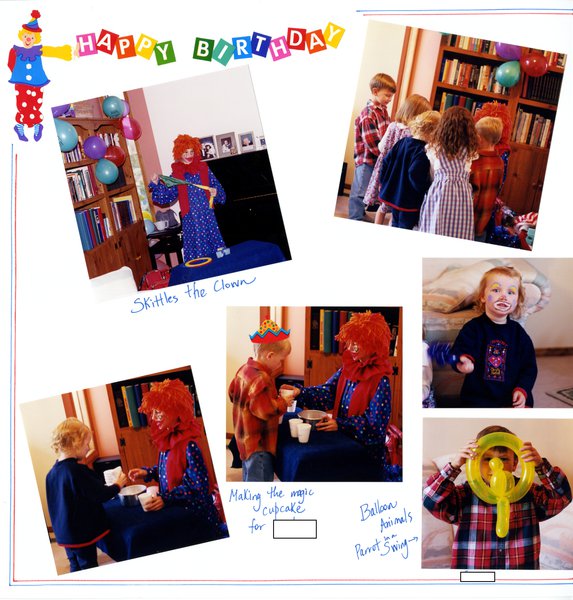 HAPPY BIRTHDAY
Skittles the Clown
Making the magic
cupcake
for
Balloon
Animals
Parrot in a
Swing →